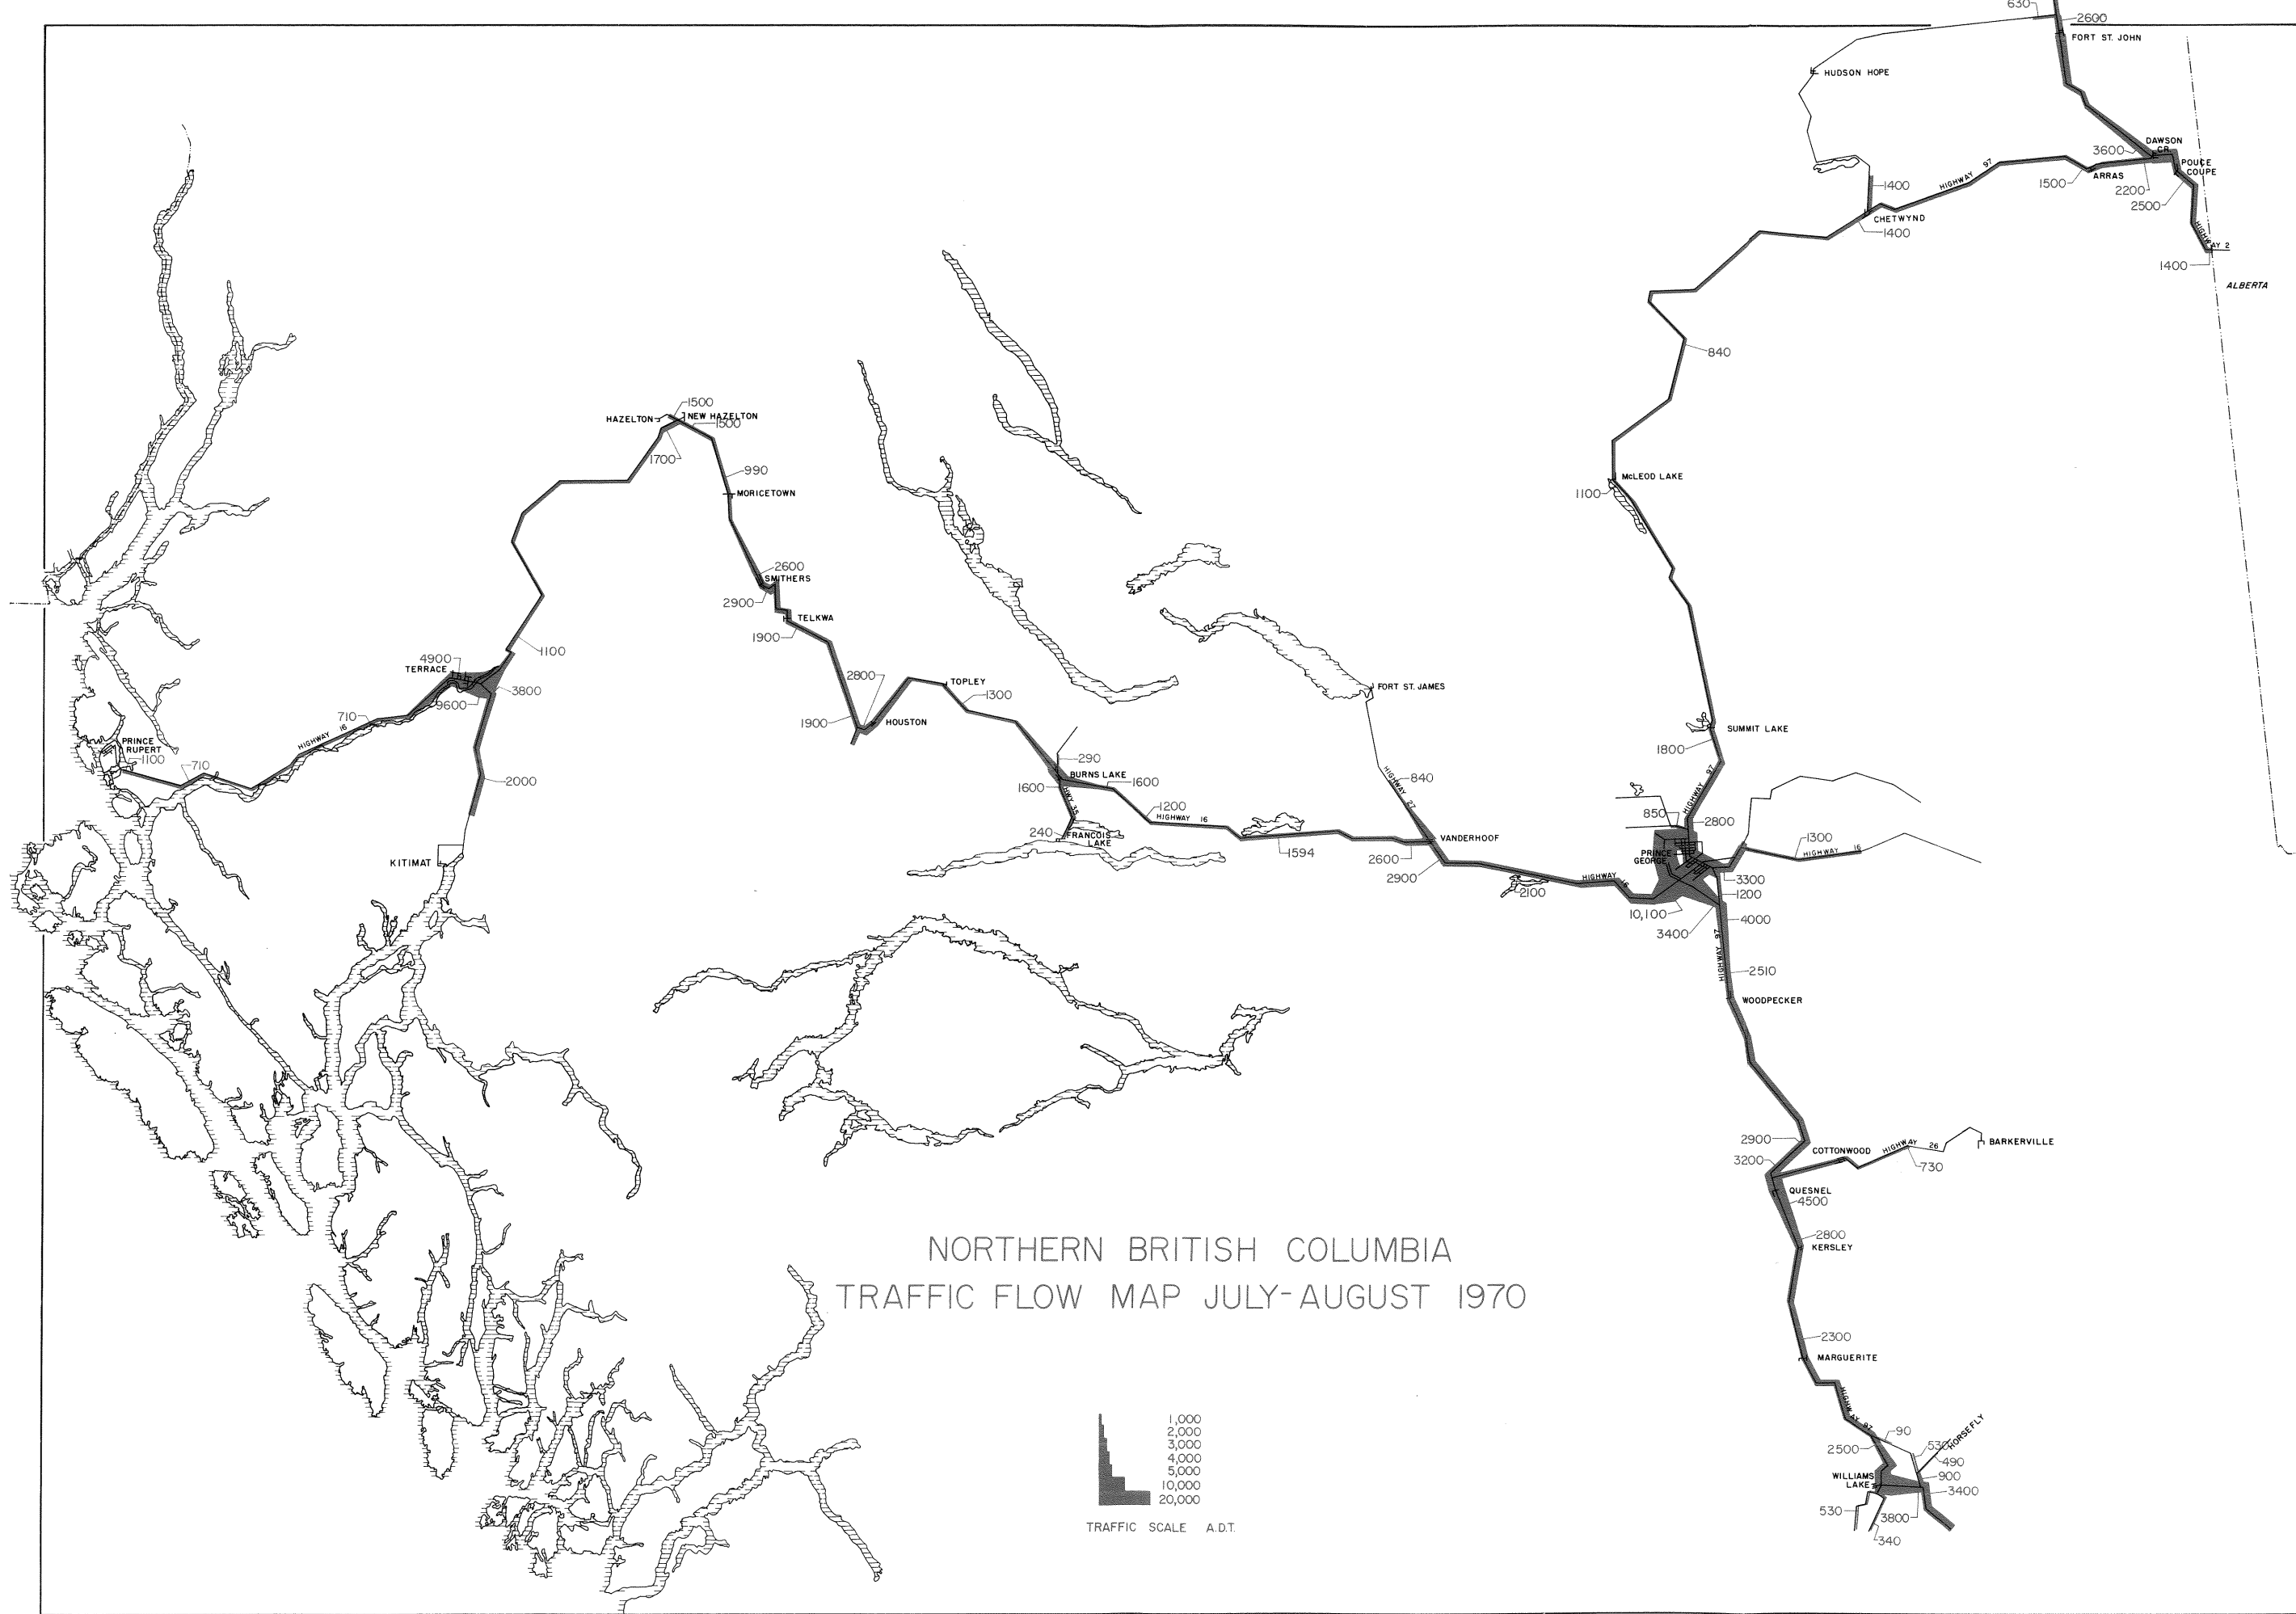 630
2600
FORT ST. JOHN
HUDSON HOPE
DAWSON
CR.
3600
POUCE
COUPE
HIGHWAY 97
1500
ARRAS
2200
2500
1400
CHETWYND
1400
HIGHWAY 2
1400
ALBERTA
840
1500
HAZELTON
NEW HAZELTON
1500
1700
990
MORICETOWN
McLEOD LAKE
1100
2600
SMITHERS
2900
TELKWA
1900
1100
4900
TERRACE
3800
9600
2800
TOPLEY
1300
FORT ST. JAMES
710
HIGHWAY 16
1900
HOUSTON
SUMMIT LAKE
1800
PRINCE
RUPERT
1100
710
290
BURNS LAKE
1600
1600
HWY 35
2000
840
HIGHWAY 27
HIGHWAY 97
1200
HIGHWAY 16
850
2800
240
FRANCOIS
LAKE
VANDERHOOF
1300
HIGHWAY 16
KITIMAT
1594
2600
PRINCE
GEORGE
2900
HIGHWAY 16
3300
2100
1200
10,100
4000
3400
HIGHWAY 97
2510
WOODPECKER
2900
COTTONWOOD
HIGHWAY 26
BARKERVILLE
3200
730
QUESNEL
4500
2800
KERSLEY
NORTHERN BRITISH COLUMBIA
TRAFFIC FLOW MAP JULY-AUGUST 1970
2300
MARGUERITE
HIGHWAY 97
1,000
2,000
3,000
4,000
5,000
10,000
20,000
TRAFFIC SCALE A.D.T.
90
2500
530
HORSEFLY
490
WILLIAMS
LAKE
900
3400
530
3800
340